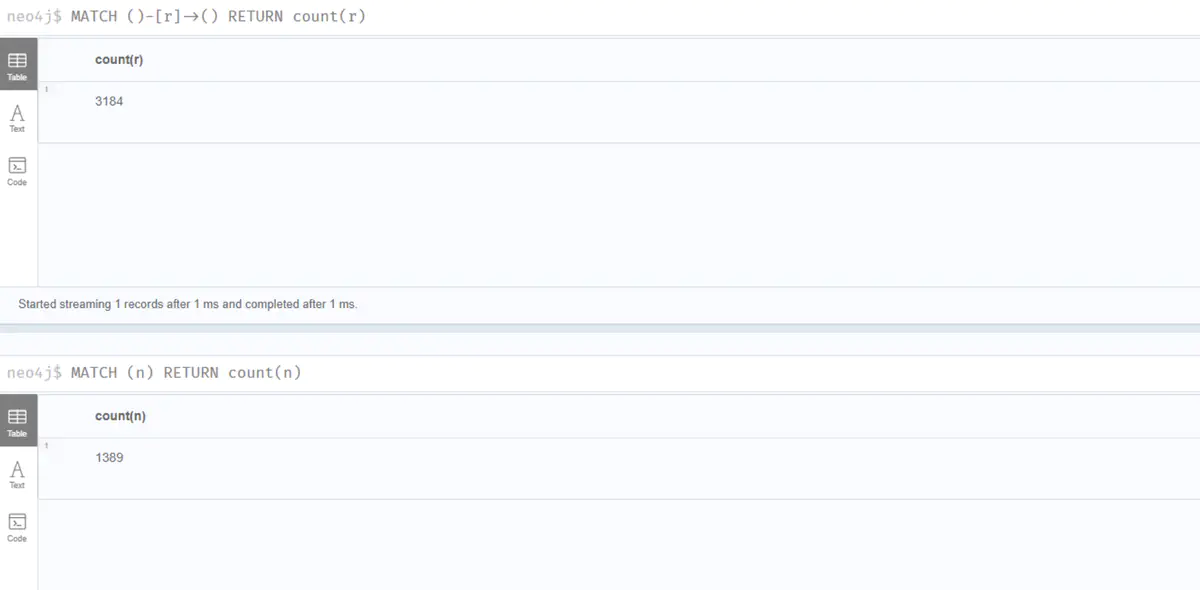 neo4j$ MATCH ()-[r]→() RETURN count(r)
Table
count(r)
1
3184
A
Text
Code
Started streaming 1 records after 1 ms and completed after 1 ms.
neo4j$ MATCH (n) RETURN count(n)
Table
count(n)
1
1389
A
Text
Code